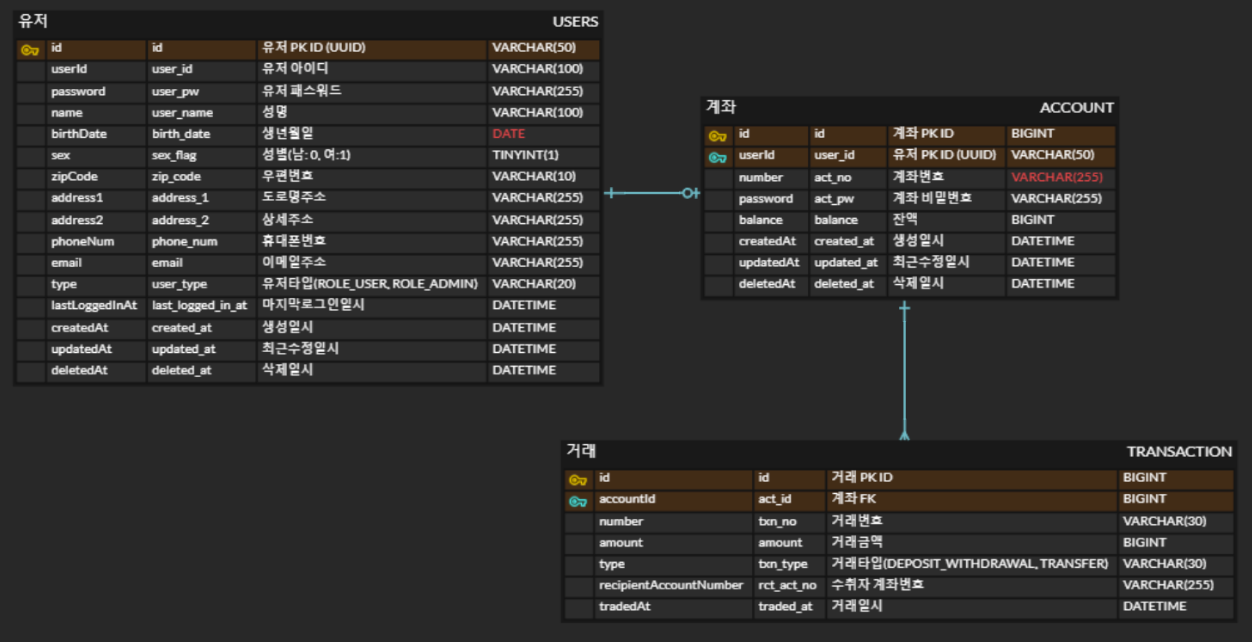 유저 USERS
id id 유저 PK ID (UUID) VARCHAR(50)
userId user_id 유저 아이디 VARCHAR(100)
password user_pw 유저 패스워드 VARCHAR(255)
name user_name 성명 VARCHAR(100)
birthDate birth_date 생년월일 DATE
sex sex_flag 성별(남: 0, 여:1) TINYINT(1)
zipCode zip_code 우편번호 VARCHAR(10)
address1 address_1 도로명주소 VARCHAR(255)
address2 address_2 상세주소 VARCHAR(255)
phoneNum phone_num 휴대폰번호 VARCHAR(255)
email email 이메일주소 VARCHAR(255)
type user_type 유저타입(ROLE_USER, ROLE_ADMIN) VARCHAR(20)
lastLoggedInAt last_logged_in_at 마지막로그인일시 DATETIME
createdAt created_at 생성일시 DATETIME
updatedAt updated_at 최근수정일시 DATETIME
deletedAt deleted_at 삭제일시 DATETIME
계좌 ACCOUNT
id id 계좌 PK ID BIGINT
userId user_id 유저 PK ID (UUID) VARCHAR(50)
number act_no 계좌번호 VARCHAR(255)
password act_pw 계좌 비밀번호 VARCHAR(255)
balance balance 잔액 BIGINT
createdAt created_at 생성일시 DATETIME
updatedAt updated_at 최근수정일시 DATETIME
deletedAt deleted_at 삭제일시 DATETIME
거래 TRANSACTION
id id 거래 PK ID BIGINT
accountId act_id 계좌 FK BIGINT
number txn_no 거래번호 VARCHAR(30)
amount amount 거래금액 BIGINT
type txn_type 거래타입(DEPOSIT_WITHDRAWAL, TRANSFER) VARCHAR(30)
recipientAccountNumber rct_act_no 수취자 계좌번호 VARCHAR(255)
tradedAt traded_at 거래일시 DATETIME